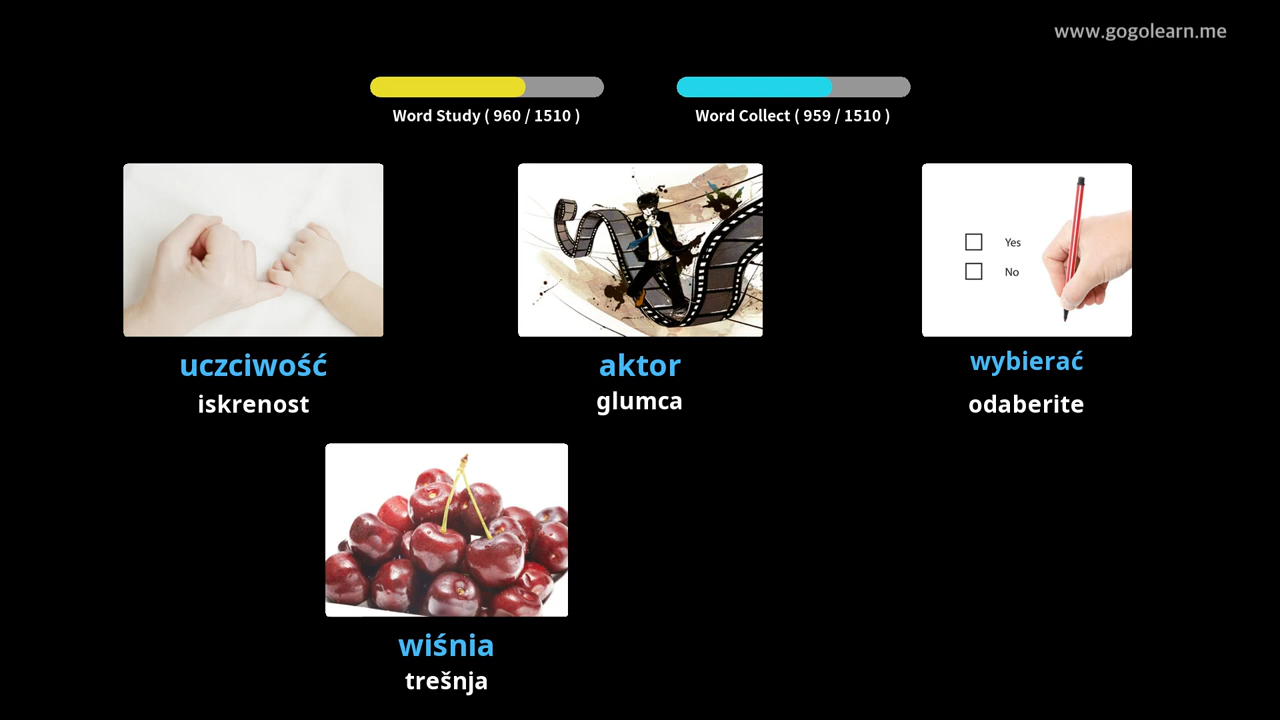 www.gogolearn.me
Word Study ( 960 / 1510 )
Word Collect ( 959 / 1510 )
Yes
No
uczciwość
iskrenost
aktor
glumca
wybierać
odaberite
wiśnia
trešnja